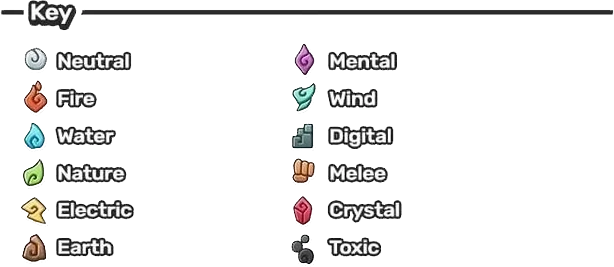 Key
Neutral
Fire
Water
Nature
Electric
Earth
Mental
Wind
Digital
Melee
Crystal
Toxic